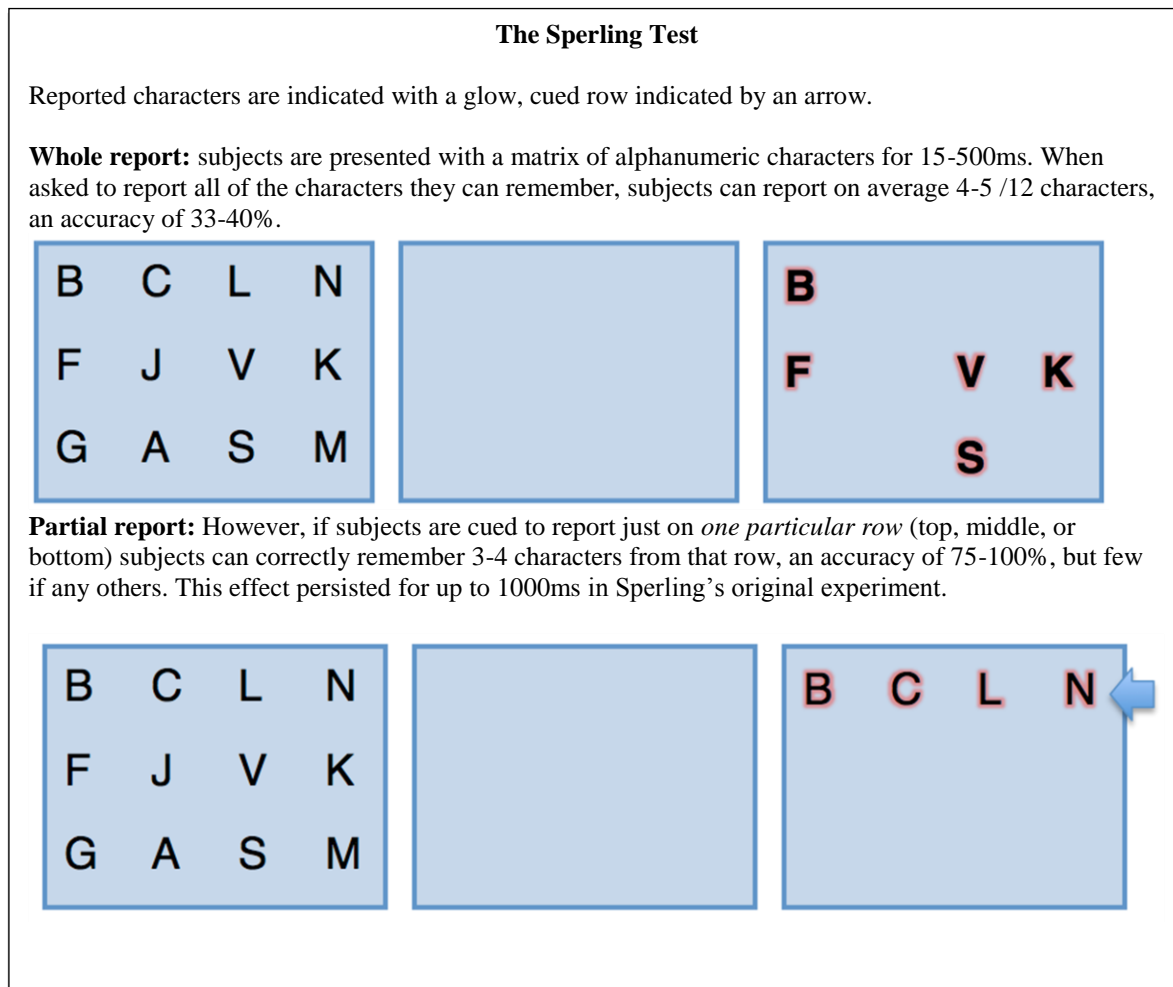 The Sperling Test
Reported characters are indicated with a glow, cued row indicated by an arrow.
Whole report: subjects are presented with a matrix of alphanumeric characters for 15-500ms. When
asked to report all of the characters they can remember, subjects can report on average 4-5 /12 characters,
an accuracy of 33-40%.
B C L N
F J V K
G A S M
B
F V K
S
Partial report: However, if subjects are cued to report just on one particular row (top, middle, or
bottom) subjects can correctly remember 3-4 characters from that row, an accuracy of 75-100%, but few
if any others. This effect persisted for up to 1000ms in Sperling’s original experiment.
B C L N
F J V K
G A S M
B C L N